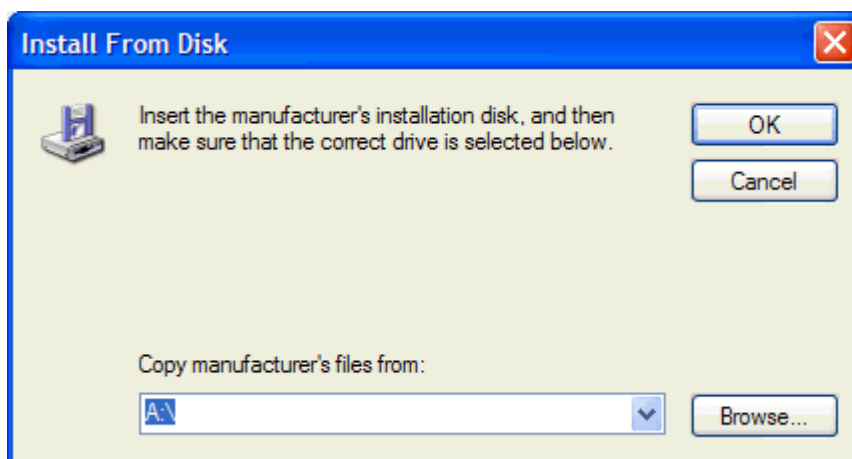 Install From Disk
Insert the manufacturer's installation disk, and then
make sure that the correct drive is selected below.
OK
Cancel
Copy manufacturer's files from:
A:\
Browse...